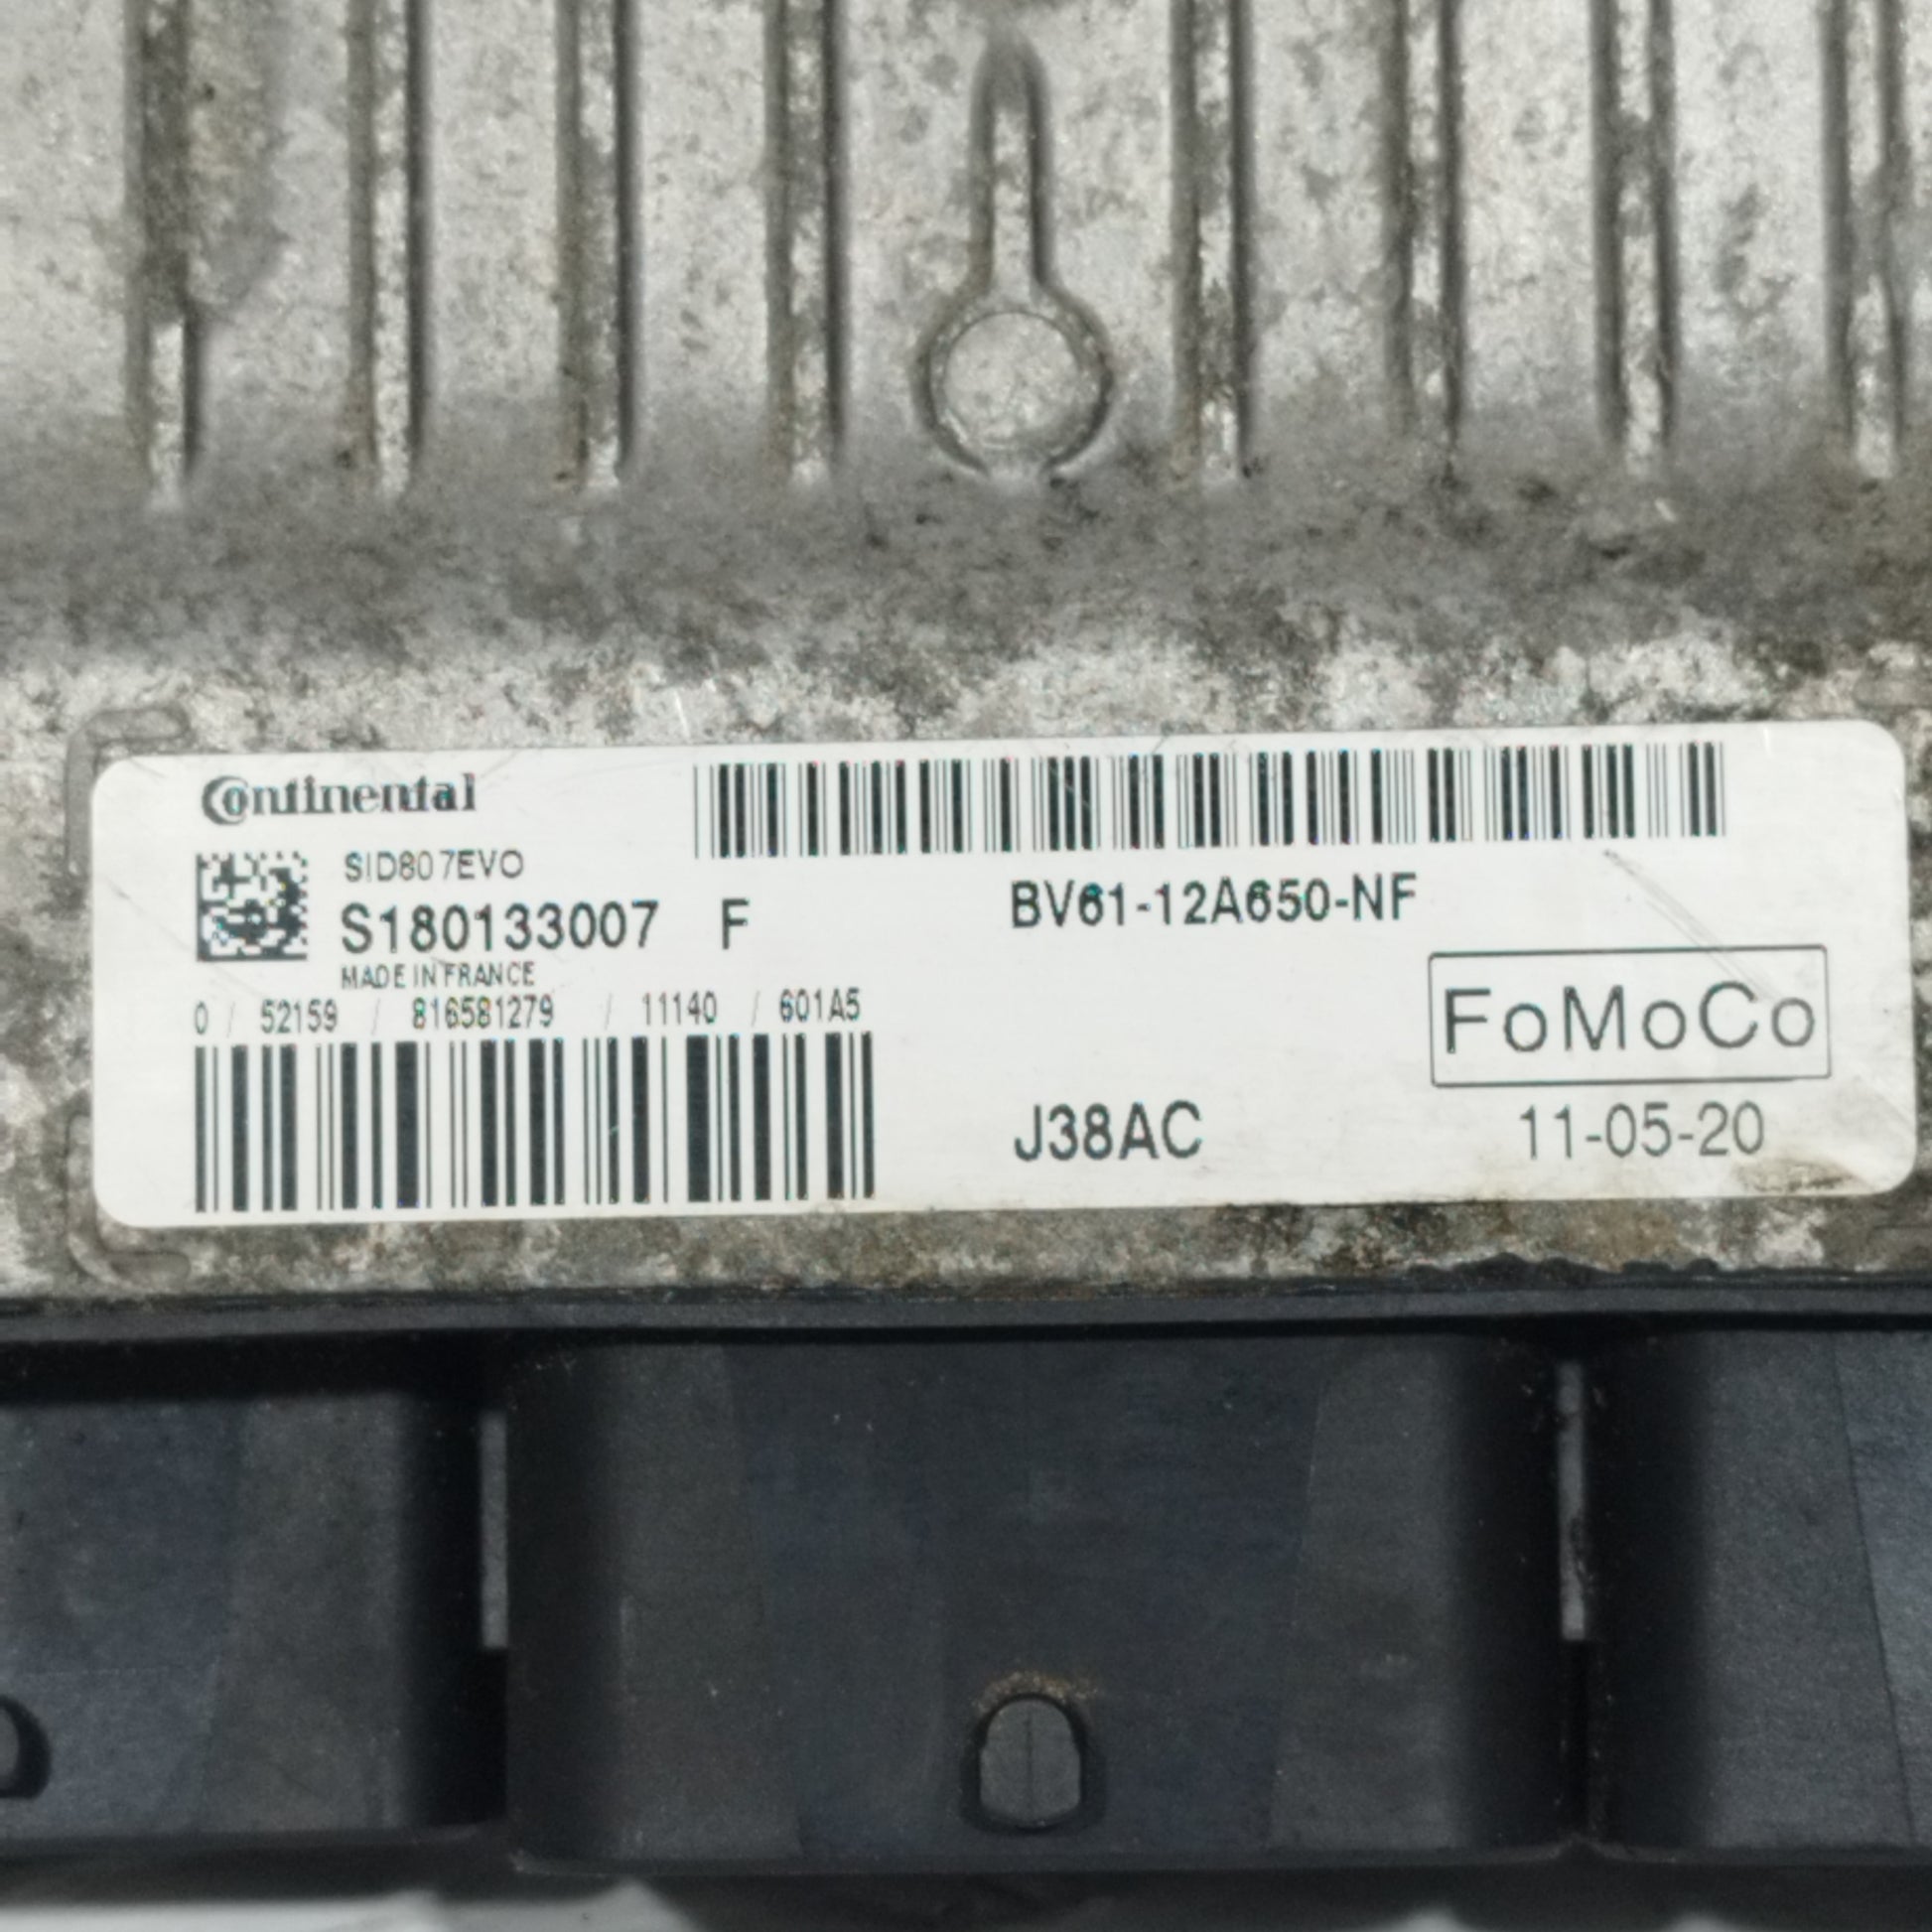 Continental
SID807EVO
S180133007 F
MADE IN FRANCE
0 / 52159 / 816581279 / 11140 / 601A5
BV61-12A650-NF
FoMoCo
J38AC
11-05-20